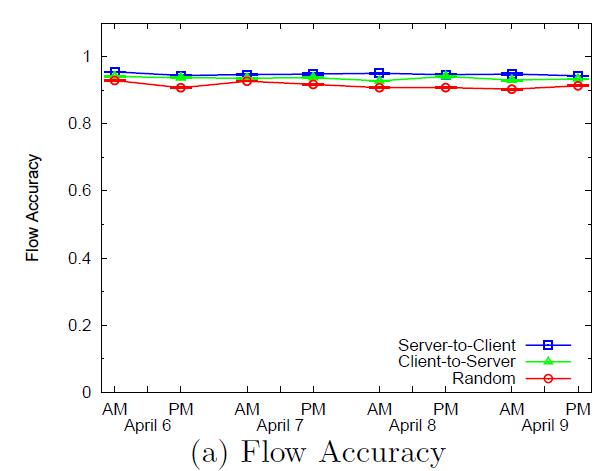 1
0.8
0.6
0.4
0.2
0
Flow Accuracy
Server-to-Client
Client-to-Server
Random
AM PM AM PM AM PM AM PM
April 6 April 7 April 8 April 9
(a) Flow Accuracy